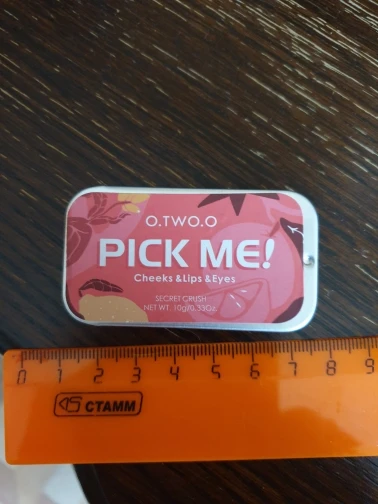 O.TWO.O
PICK ME!
Cheeks &Lips &Eyes
SECRET CRUSH
NET WT. 10g/0.33Oz.
0 1 2 3 4 5 6 7 8 9
СТАММ